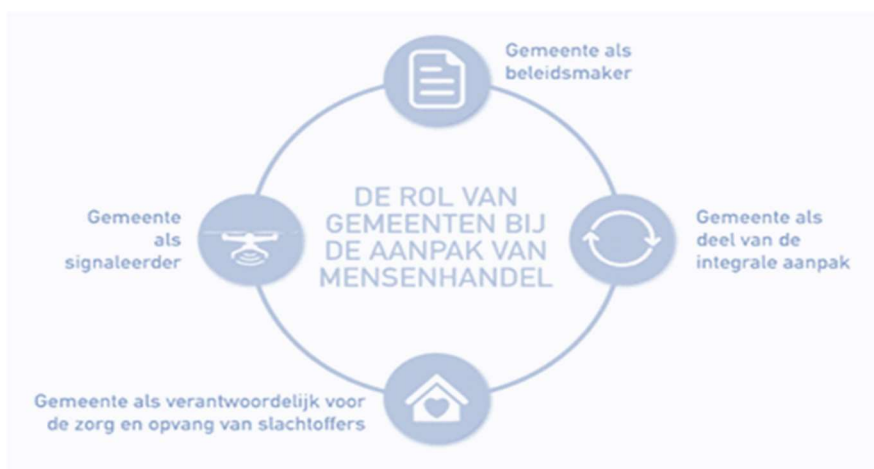 Gemeente als
beleidsmaker
DE ROL VAN
GEMEENTEN BIJ
DE AANPAK VAN
MENSENHANDEL
Gemeente
als
signaleerder
Gemeente als
deel van de
integrale aanpak
Gemeente als verantwoordelijk voor
de zorg en opvang van slachtoffers